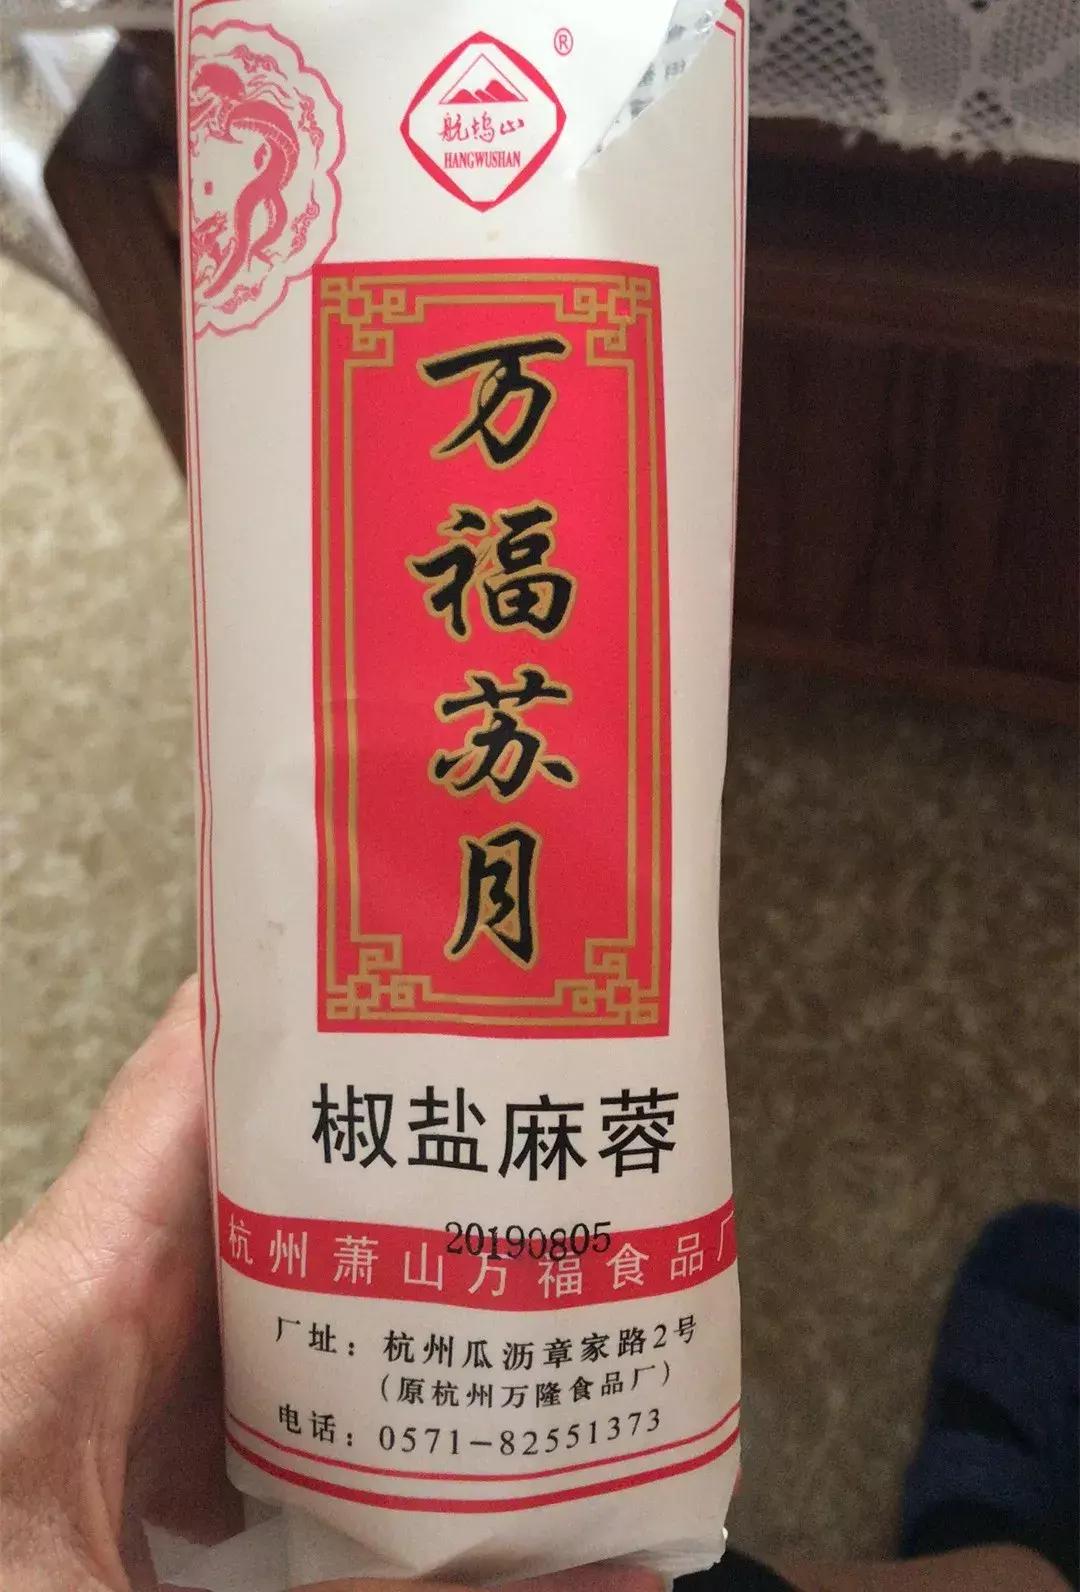 ®
航坞山
HANGWUSHAN
万福苏月
椒盐麻蓉
20190805
杭州萧山万福食品厂
厂址：杭州瓜沥章家路2号
（原杭州万隆食品厂）
电话：0571－82551373